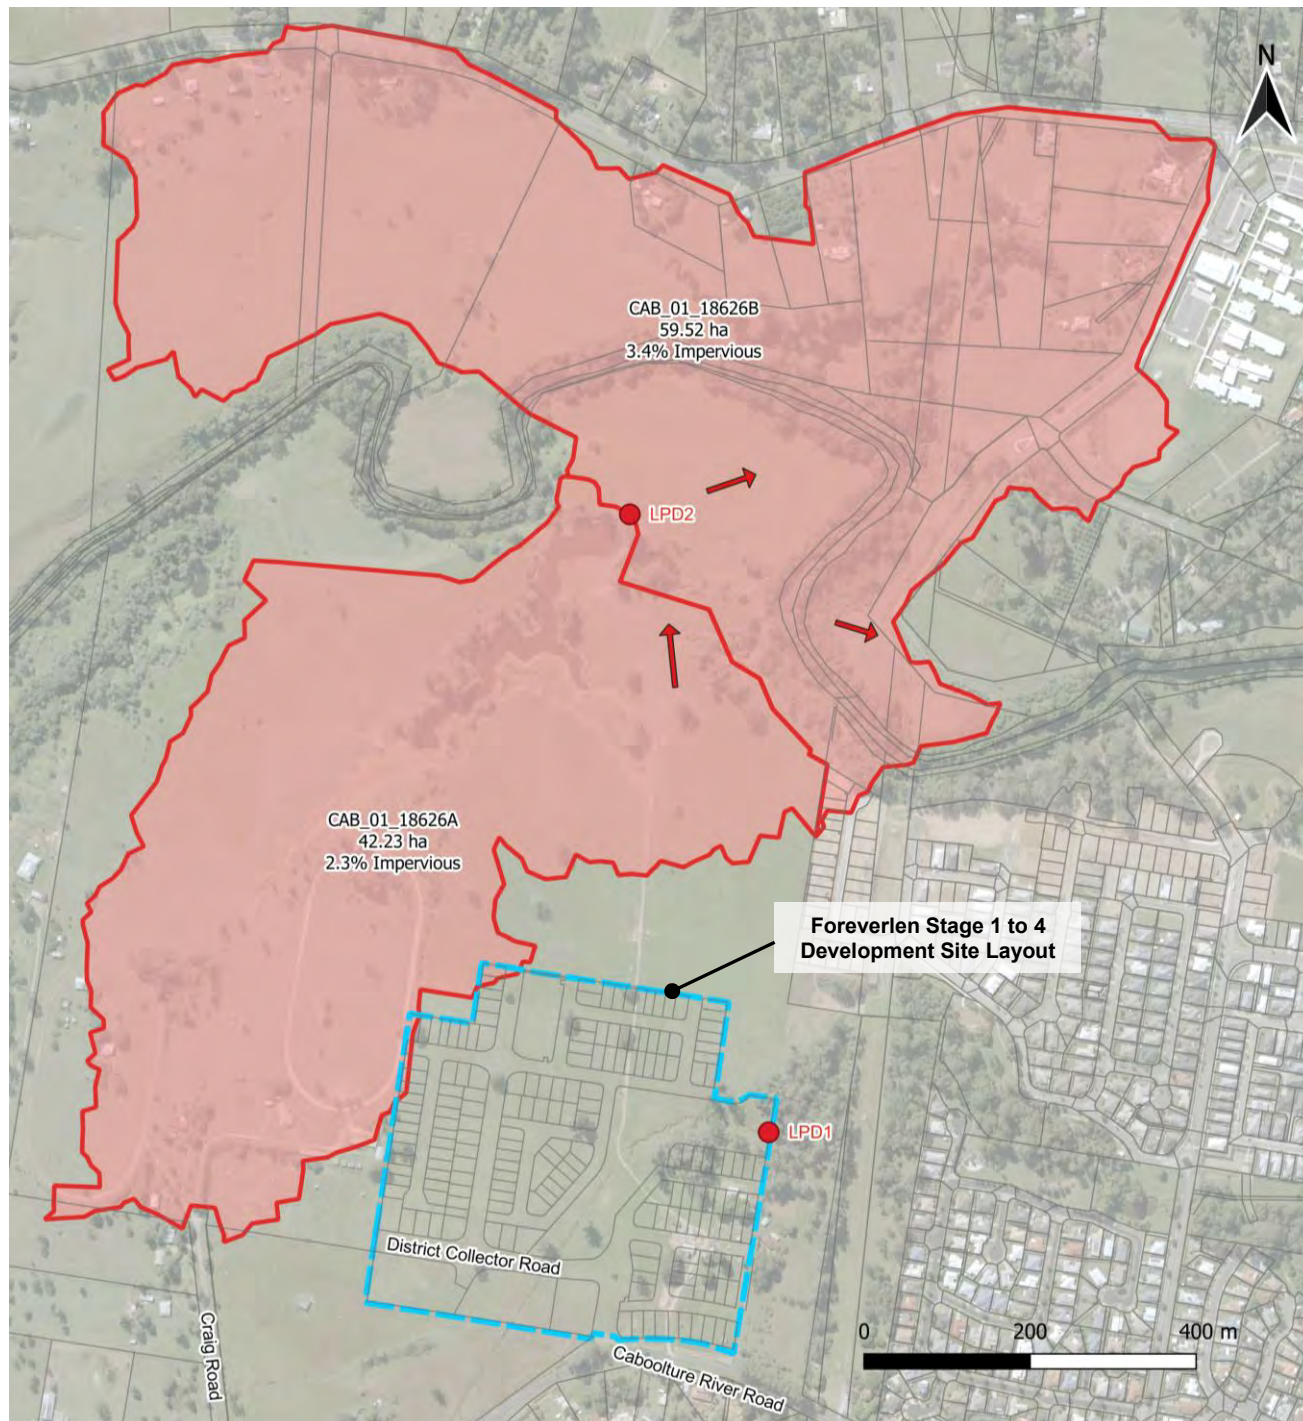 N
CAB_01_18626B
59.52 ha
3.4% Impervious
LPD2
CAB_01_18626A
42.23 ha
2.3% Impervious
Foreverlen Stage 1 to 4
Development Site Layout
LPD1
District Collector Road
Craig Road
Caboolture River Road
0 200 400 m